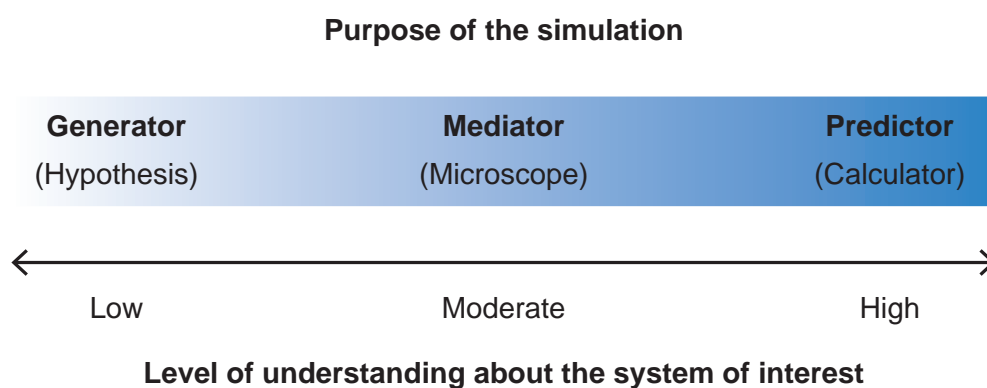 Purpose of the simulation
Generator Mediator Predictor
(Hypothesis) (Microscope) (Calculator)
Low Moderate High
Level of understanding about the system of interest